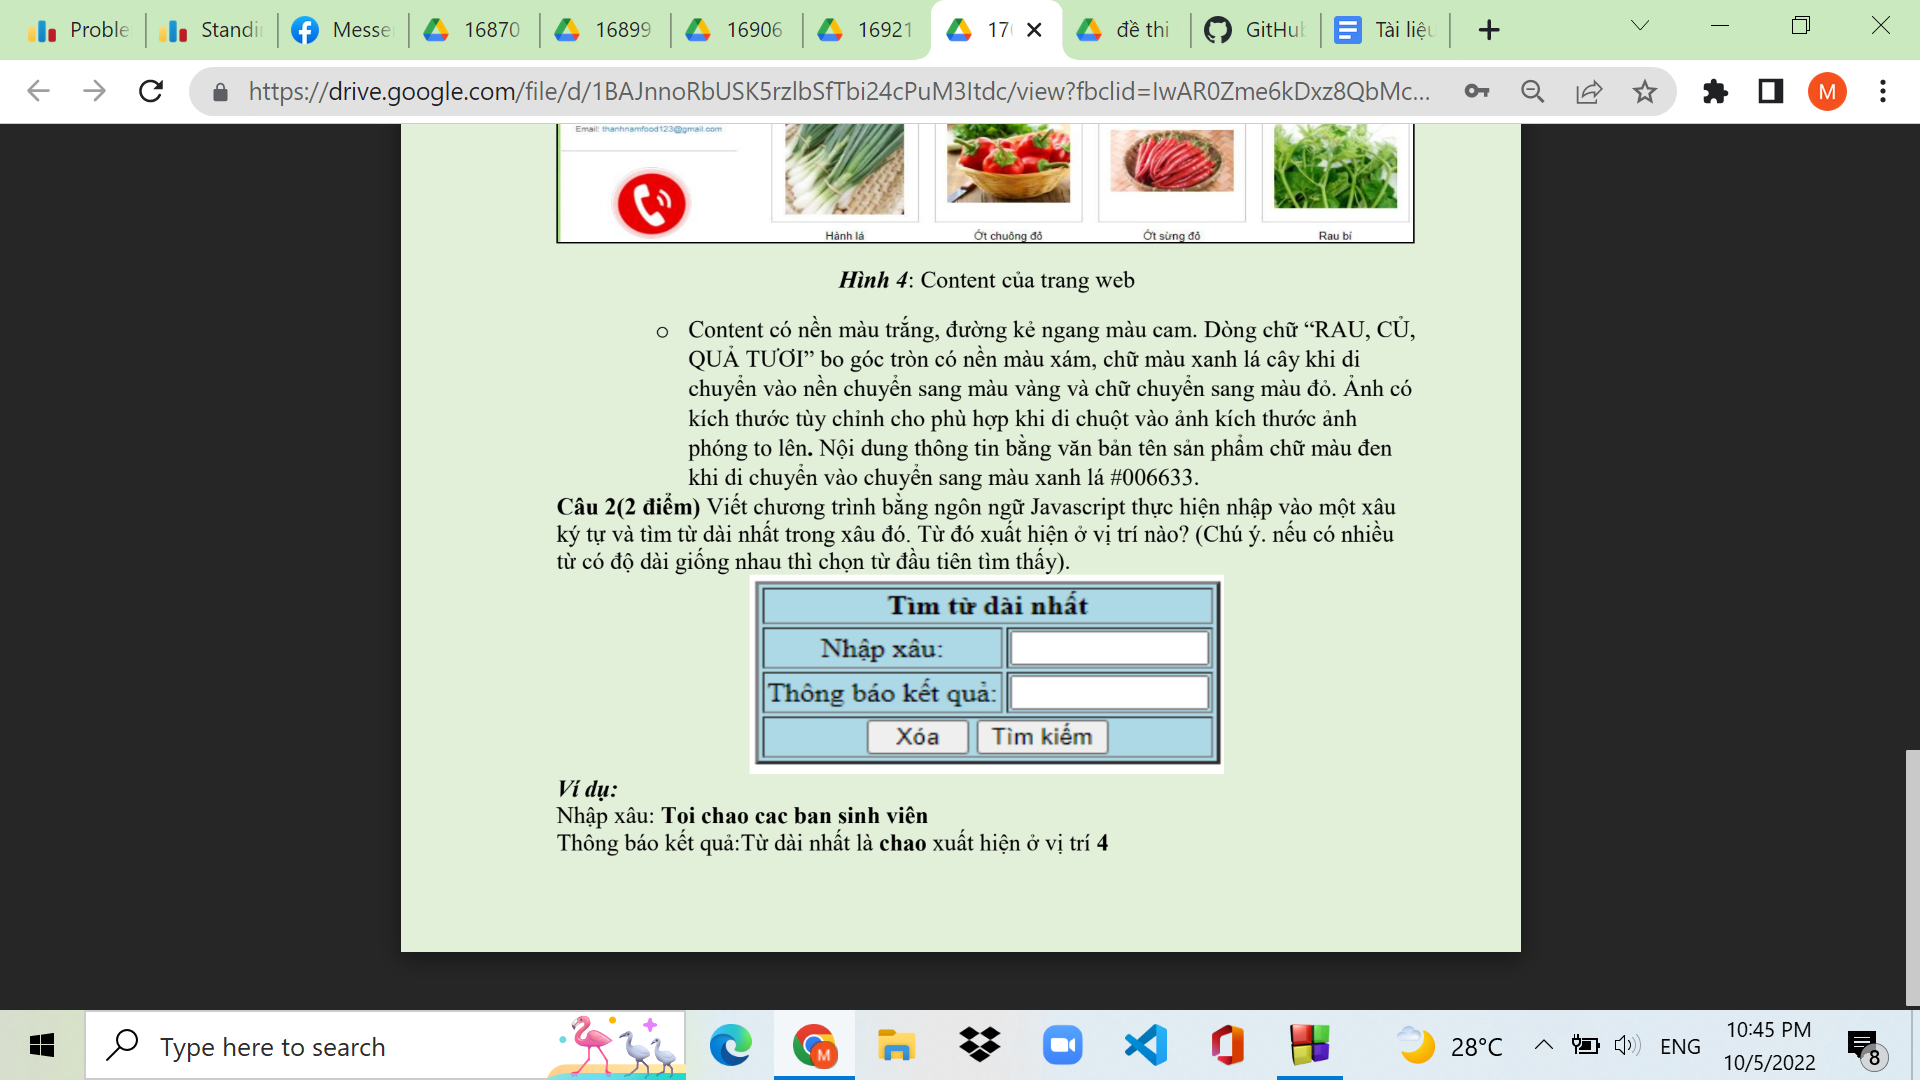 Proble
Standi
Messe
16870
16899
16906
16921
17
đề thi
GitHub
Tài liệu
https://drive.google.com/file/d/1BAJnnoRbUSK5rzlbSfTbi24cPuM3Itdc/view?fbclid=IwAR0Zme6kDxz8QbMc...
M
Email: thanhnamfood123@gmail.com
Hành lá
Ớt chuông đỏ
Ớt sừng đỏ
Rau bí
Hình 4: Content của trang web
o Content có nền màu trắng, đường kẻ ngang màu cam. Dòng chữ “RAU, CỦ,
QUẢ TƯƠI” bo góc tròn có nền màu xám, chữ màu xanh lá cây khi di
chuyển vào nền chuyển sang màu vàng và chữ chuyển sang màu đỏ. Ảnh có
kích thước tùy chỉnh cho phù hợp khi di chuột vào ảnh kích thước ảnh
phóng to lên. Nội dung thông tin bằng văn bản tên sản phẩm chữ màu đen
khi di chuyển vào chuyển sang màu xanh lá #006633.
Câu 2(2 điểm) Viết chương trình bằng ngôn ngữ Javascript thực hiện nhập vào một xâu
ký tự và tìm từ dài nhất trong xâu đó. Từ đó xuất hiện ở vị trí nào? (Chú ý. nếu có nhiều
từ có độ dài giống nhau thì chọn từ đầu tiên tìm thấy).
Tìm từ dài nhất
Nhập xâu:
Thông báo kết quả:
Xóa Tìm kiếm
Ví dụ:
Nhập xâu: Toi chao cac ban sinh viên
Thông báo kết quả:Từ dài nhất là chao xuất hiện ở vị trí 4
Type here to search
M
28°C
ENG
10:45 PM
10/5/2022
8